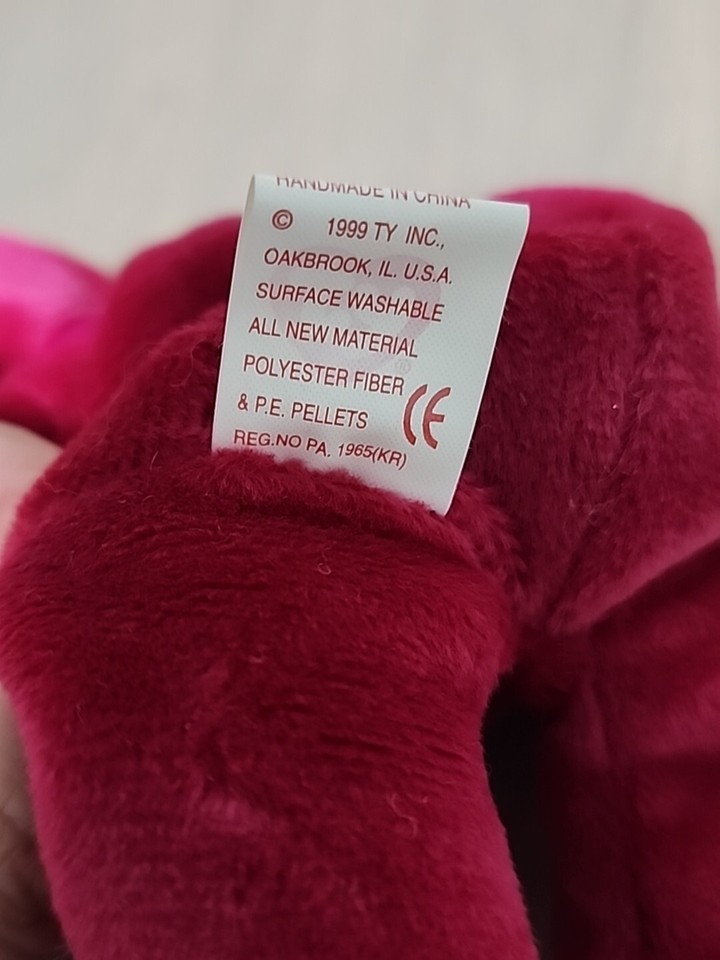 HANDMADE IN CHINA
© 1999 TY INC.,
OAKBROOK, IL. U.S.A.
SURFACE WASHABLE
ALL NEW MATERIAL
POLYESTER FIBER
& P.E. PELLETS
CE
REG.NO PA. 1965(KR)